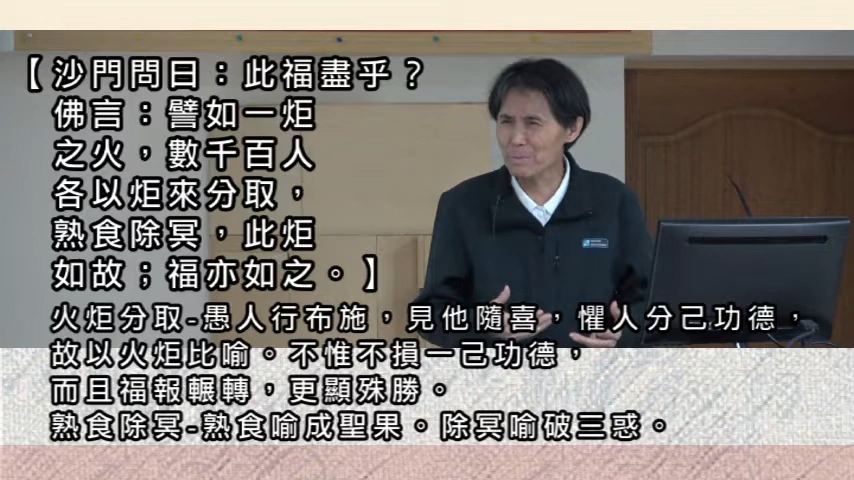 【沙門問曰：此福盡乎？
佛言：譬如一炬
之火，數千百人
各以炬來分取，
熟食除冥，此炬
如故；福亦如之。】
火炬分取-愚人行布施，見他隨喜，懼人分己功德，
故以火炬比喻。不惟不損一己功德，
而且福報輾轉，更顯殊勝。
熟食除冥-熟食喻成聖果。除冥喻破三惑。